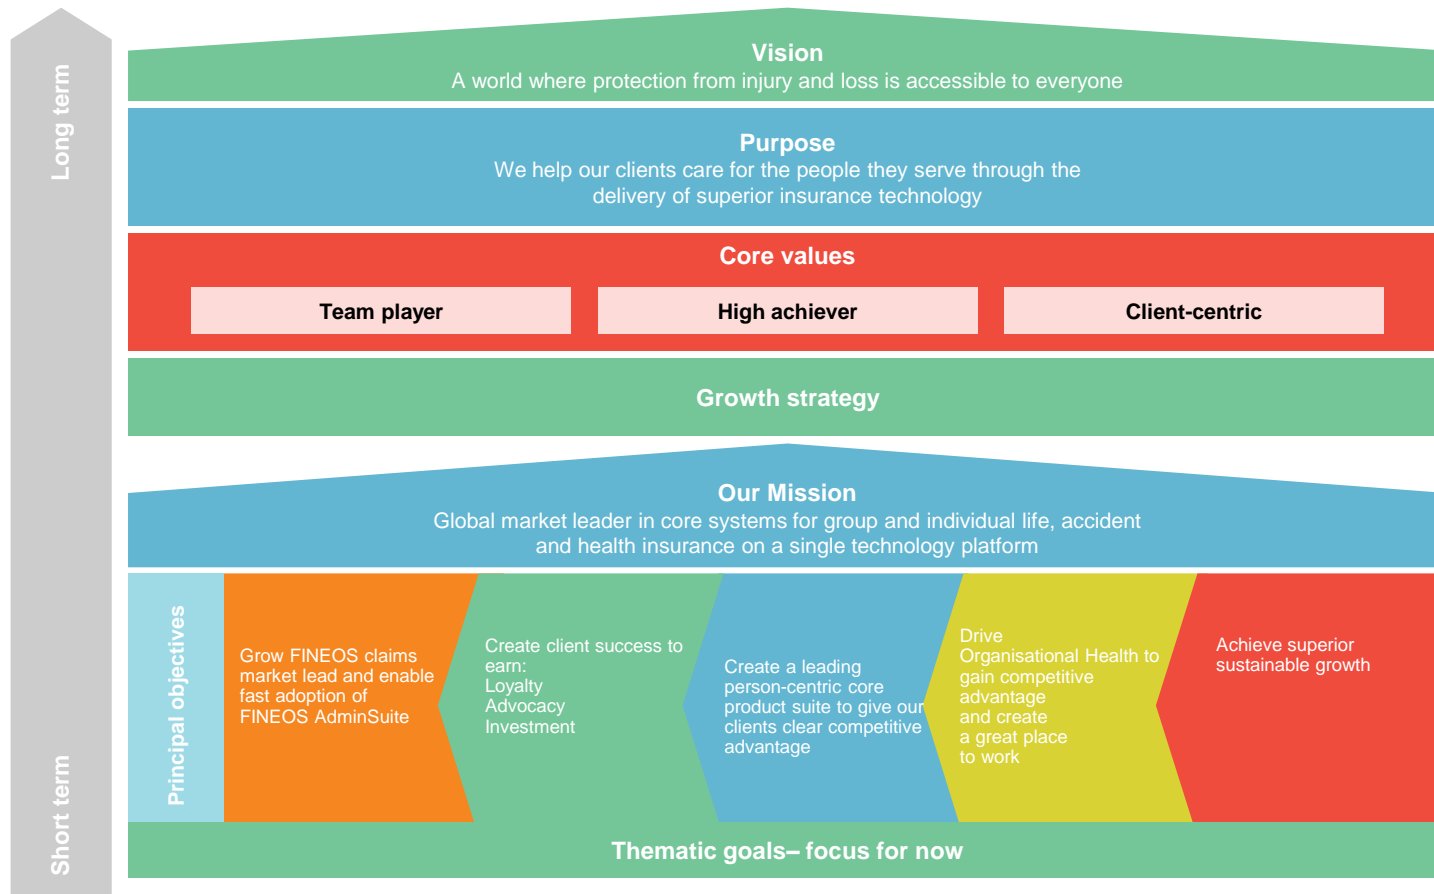 Long term
Vision
A world where protection from injury and loss is accessible to everyone
Purpose
We help our clients care for the people they serve through the
delivery of superior insurance technology
Core values
Team player
High achiever
Client-centric
Growth strategy
Our Mission
Global market leader in core systems for group and individual life, accident
and health insurance on a single technology platform
Short term
Principal objectives
Grow FINEOS claims
market lead and enable
fast adoption of
FINEOS AdminSuite
Create client success to
earn:
Loyalty
Advocacy
Investment
Create a leading
person-centric core
product suite to give our
clients clear competitive
advantage
Drive
Organisational Health to
gain competitive
advantage
and create
a great place
to work
Achieve superior
sustainable growth
Thematic goals– focus for now